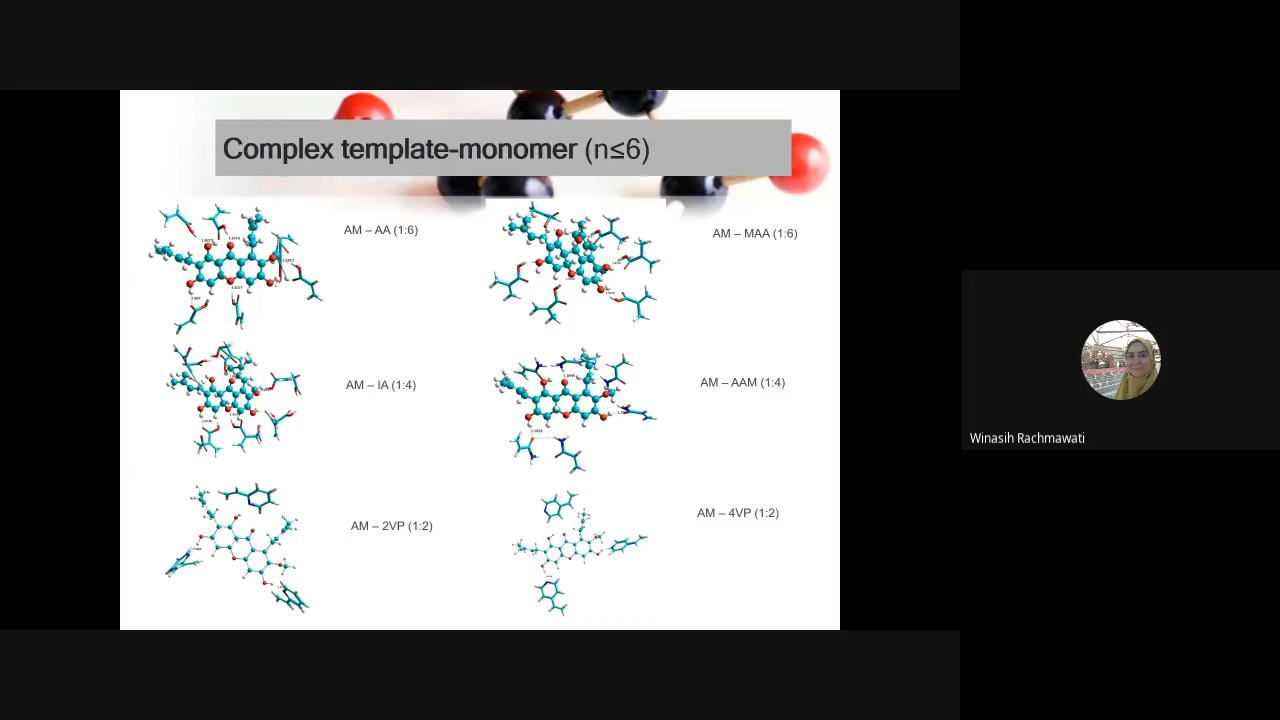 Complex template-monomer (n≤6)
AM – AA (1:6)
AM – MAA (1:6)
AM – IA (1:4)
AM – AAM (1:4)
AM – 2VP (1:2)
AM – 4VP (1:2)
Winasih Rachmawati